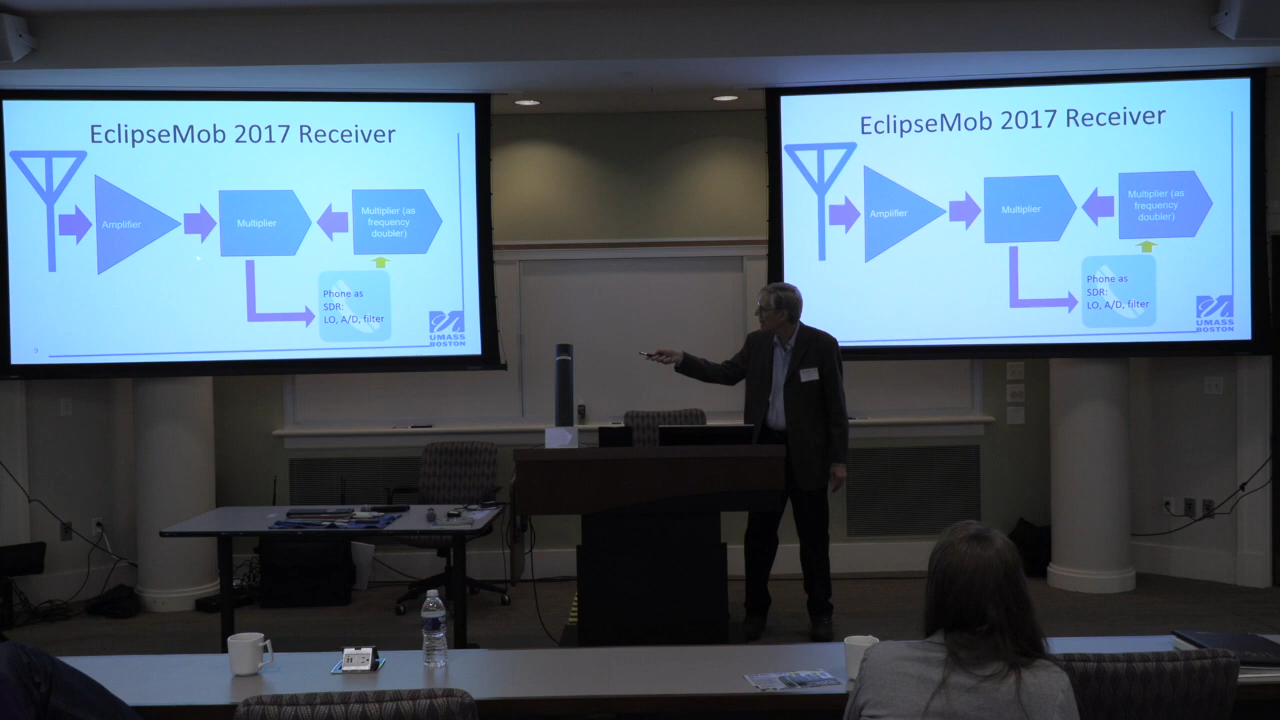 EclipseMob 2017 Receiver
Amplifier
Multiplier
Multiplier (as
frequency
doubler)
Phone as
SDR:
LO, A/D, filter
UMASS
BOSTON
9
EclipseMob 2017 Receiver
Amplifier
Multiplier
Multiplier (as
frequency
doubler)
Phone as
SDR:
LO, A/D, filter
UMASS
BOSTON